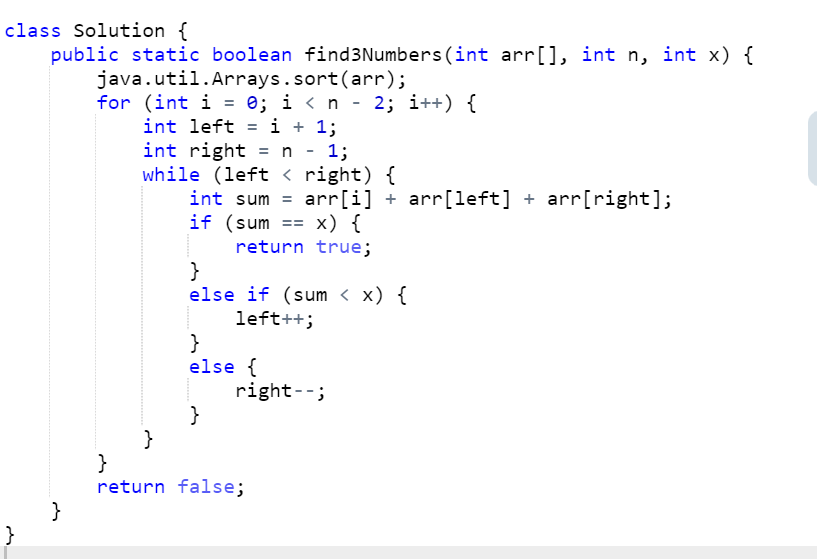 class Solution {
    public static boolean find3Numbers(int arr[], int n, int x) {
        java.util.Arrays.sort(arr);
        for (int i = 0; i < n - 2; i++) {
            int left = i + 1;
            int right = n - 1;
            while (left < right) {
                int sum = arr[i] + arr[left] + arr[right];
                if (sum == x) {
                    return true;
                }
                else if (sum < x) {
                    left++;
                }
                else {
                    right--;
                }
            }
        }
        return false;
    }
}